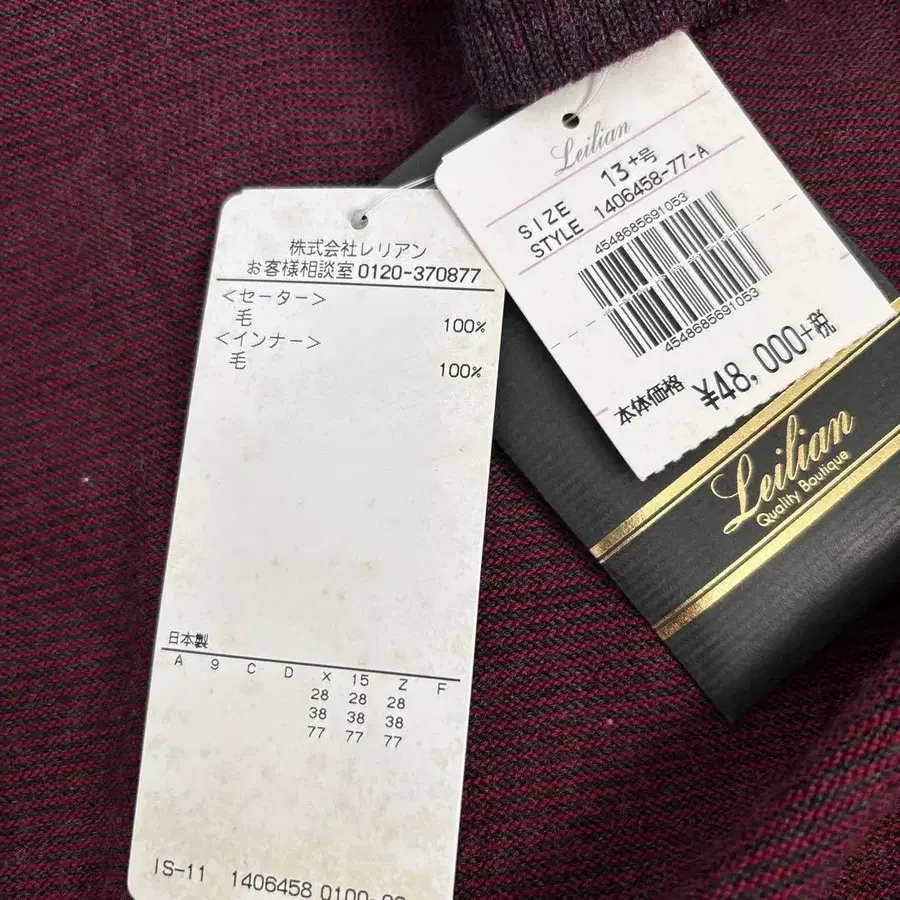 株式会社レリアン
お客様相談室 0120-370877
<セーター>
毛 100%
<インナー>
毛 100%
日本製
A 9 C D X 15 Z F
28 28 28
38 38 38
77 77 77
IS-11 1406458 0100-
Leilian
SIZE 13+号
STYLE 1406458-77-A
4548685691053
4548685691053
本体価格 ¥48,000+税
Leilian
Quality Boutique